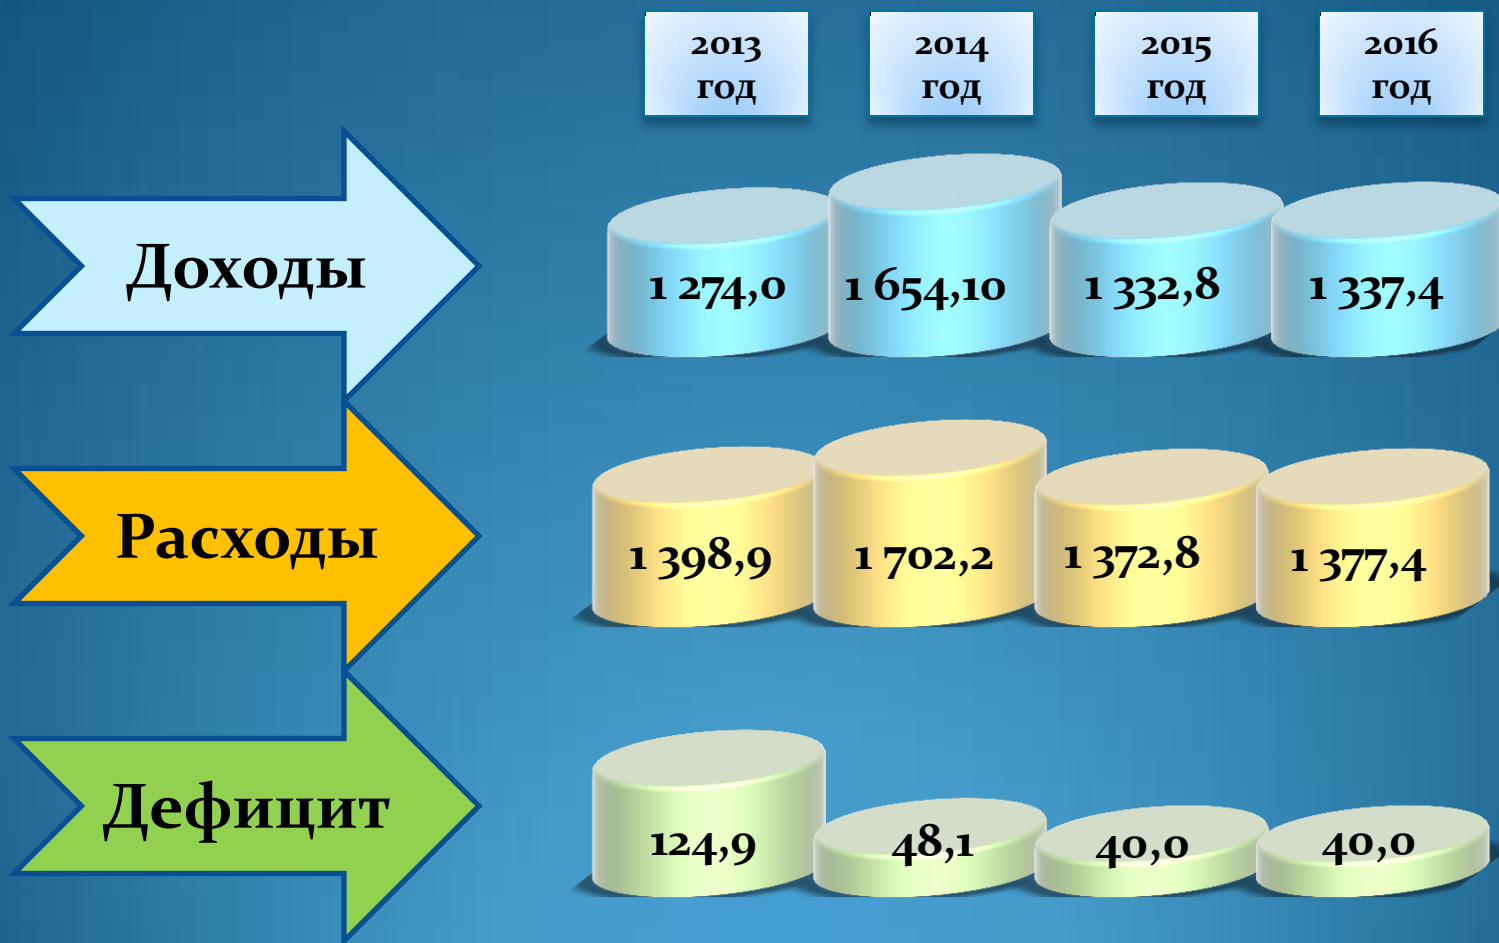 2013 2014 2015 2016
год год год год
Доходы 1 274,0 1 654,10 1 332,8 1 337,4
Расходы 1 398,9 1 702,2 1 372,8 1 377,4
Дефицит 124,9 48,1 40,0 40,0